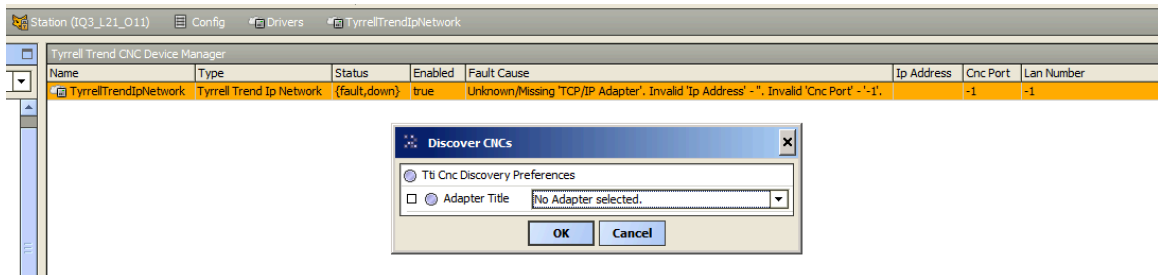 Station (IQ3_L21_O11) Config Drivers TyrrellTrendIpNetwork
Tyrrell Trend CNC Device Manager
Name Type Status Enabled Fault Cause Ip Address Cnc Port Lan Number
TyrrellTrendIpNetwork Tyrrell Trend Ip Network {fault,down} true Unknown/Missing 'TCP/IP Adapter'. Invalid 'Ip Address' - ''. Invalid 'Cnc Port' - '-1'. -1 -1
Discover CNCs
Tti Cnc Discovery Preferences
Adapter Title No Adapter selected.
OK Cancel